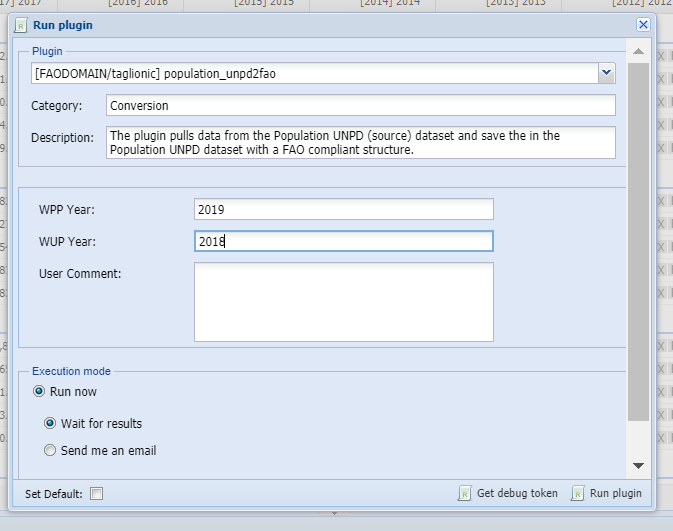 17] 2017 [2016] 2016 [2015] 2015 [2014] 2014 [2013] 2013 [2012] 2012
Run plugin
Plugin
[FAODOMAIN/taglionic] population_unpd2fao
Category: Conversion
Description: The plugin pulls data from the Population UNPD (source) dataset and save the in the
Population UNPD dataset with a FAO compliant structure.
WPP Year: 2019
WUP Year: 2018
User Comment:
Execution mode
Run now
Wait for results
Send me an email
Set Default: Get debug token Run plugin